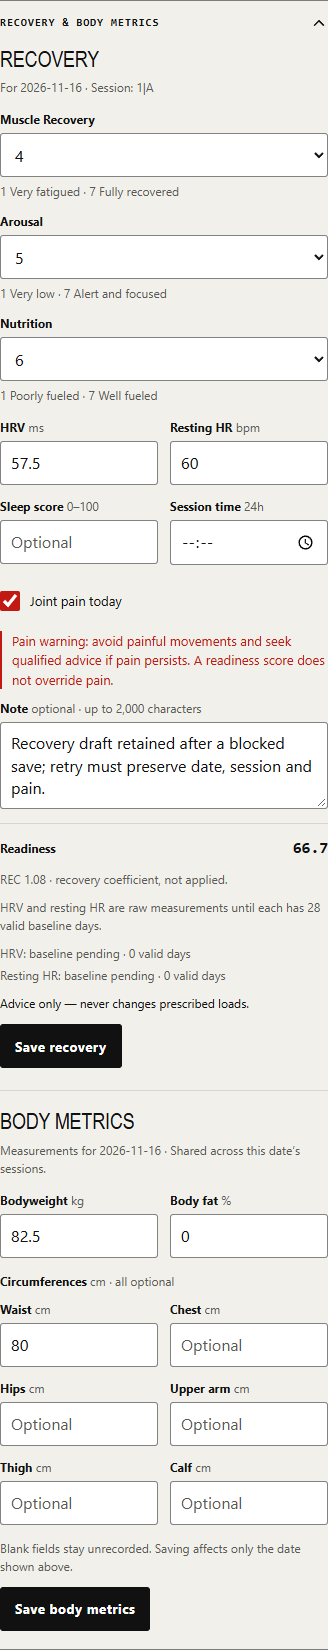 RECOVERY & BODY METRICS
RECOVERY
For 2026-11-16 · Session: 1|A
Muscle Recovery
4
1 Very fatigued · 7 Fully recovered
Arousal
5
1 Very low · 7 Alert and focused
Nutrition
6
1 Poorly fueled · 7 Well fueled
HRV ms Resting HR bpm
57.5 60
Sleep score 0–100 Session time 24h
Optional --:--
Joint pain today
Pain warning: avoid painful movements and seek
qualified advice if pain persists. A readiness score does
not override pain.
Note optional · up to 2,000 characters
Recovery draft retained after a blocked
save; retry must preserve date, session and
pain.
Readiness 66.7
REC 1.08 · recovery coefficient, not applied.
HRV and resting HR are raw measurements until each has 28
valid baseline days.
HRV: baseline pending · 0 valid days
Resting HR: baseline pending · 0 valid days
Advice only — never changes prescribed loads.
Save recovery
BODY METRICS
Measurements for 2026-11-16 · Shared across this date's
sessions.
Bodyweight kg Body fat %
82.5 0
Circumferences cm · all optional
Waist cm Chest cm
80 Optional
Hips cm Upper arm cm
Optional Optional
Thigh cm Calf cm
Optional Optional
Blank fields stay unrecorded. Saving affects only the date
shown above.
Save body metrics